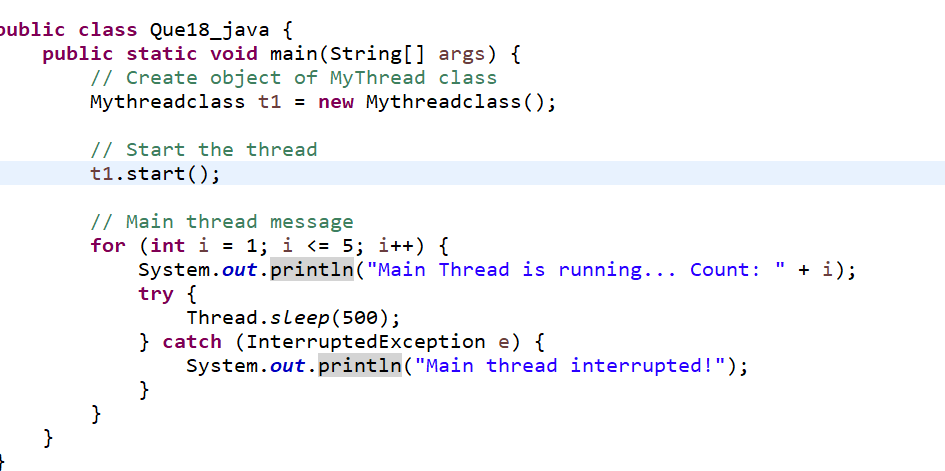 public class Que18_java {
    public static void main(String[] args) {
        // Create object of MyThread class
        Mythreadclass t1 = new Mythreadclass();
        // Start the thread
        t1.start();
        // Main thread message
        for (int i = 1; i <= 5; i++) {
            System.out.println("Main Thread is running... Count: " + i);
            try {
                Thread.sleep(500);
            } catch (InterruptedException e) {
                System.out.println("Main thread interrupted!");
            }
        }
    }
}